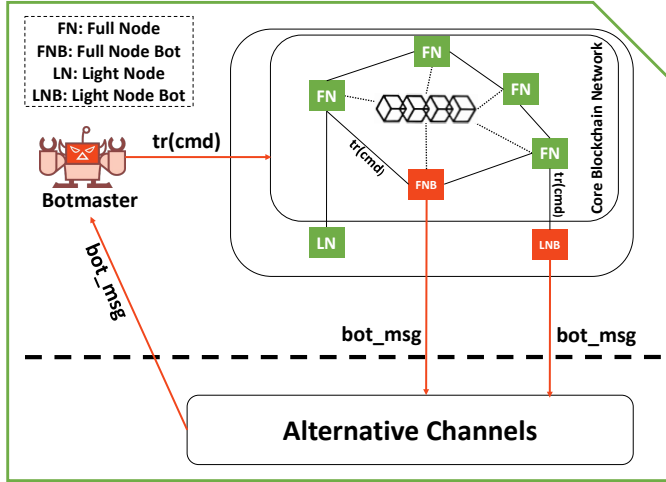 FN: Full Node
FNB: Full Node Bot
LN: Light Node
LNB: Light Node Bot
Botmaster
tr(cmd)
FN
FN
FN
FN
tr(cmd)
FNB
tr(cmd)
LN
LNB
Core Blockchain Network
bot_msg
bot_msg
bot_msg
Alternative Channels